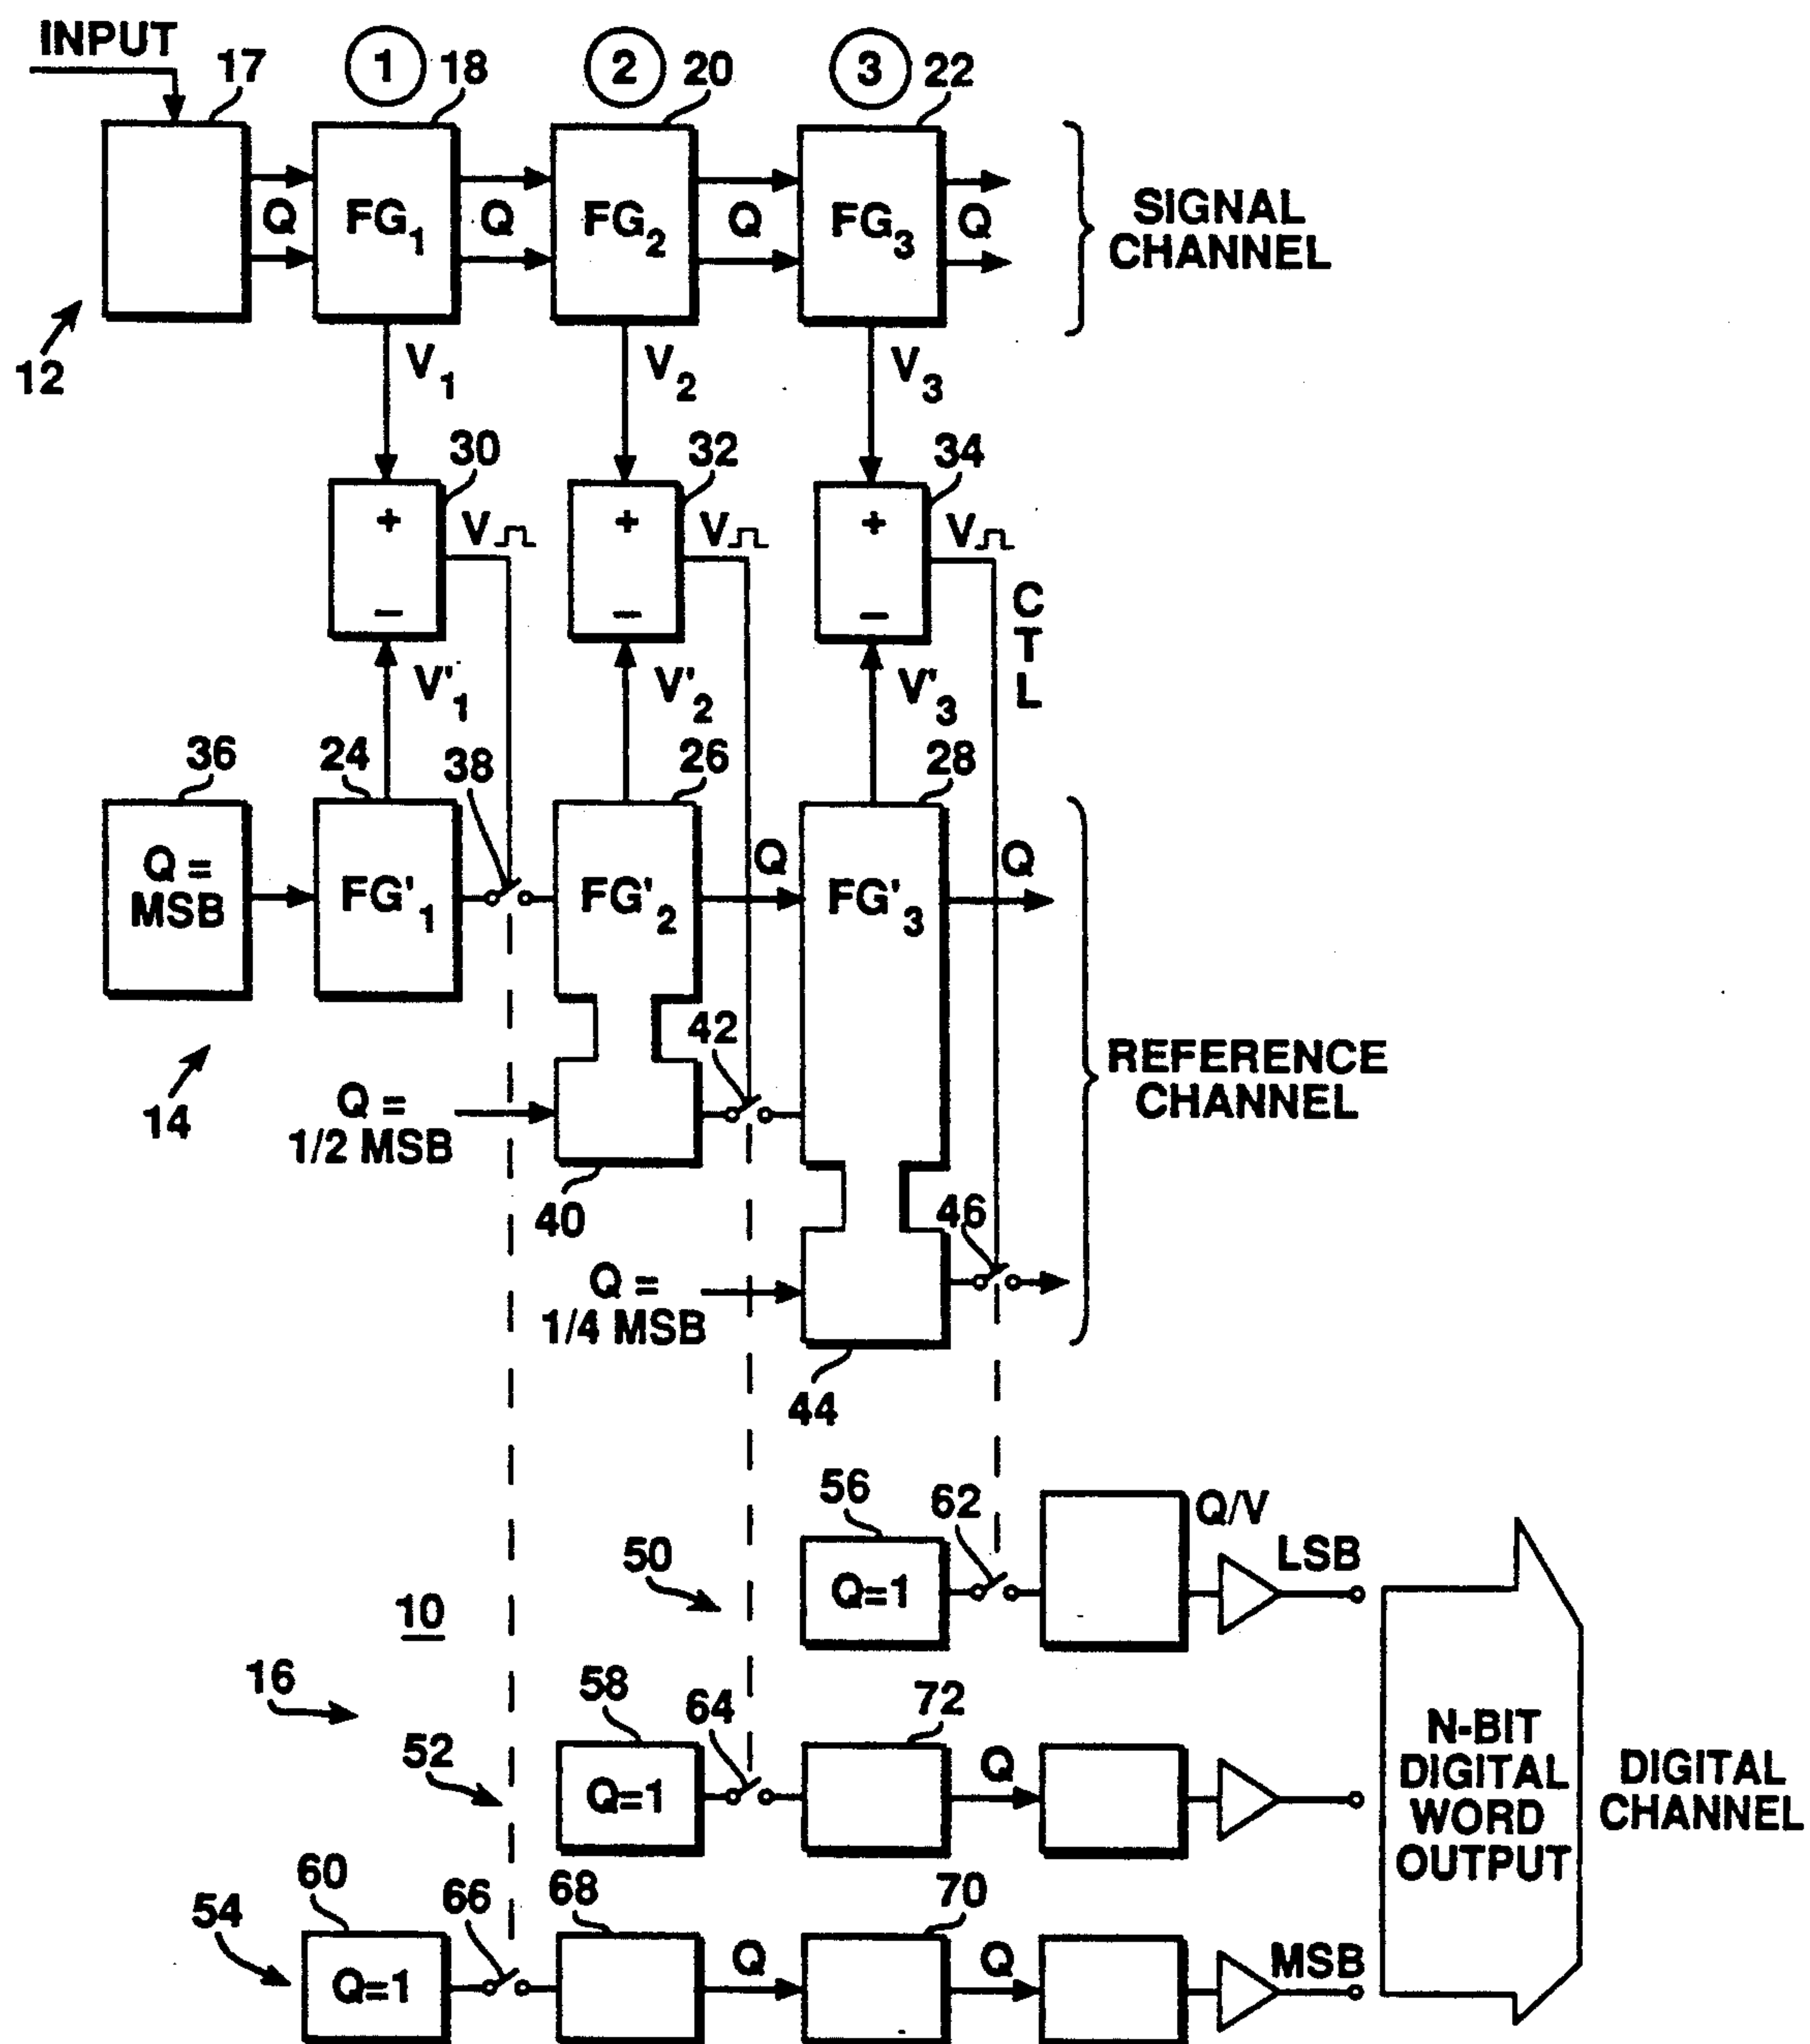 INPUT
17
1 18
2 20
3 22
Q
FG1
Q
FG2
Q
FG3
Q
SIGNAL
CHANNEL
12
V1
V2
V3
30
32
34
+
V
+
V
+
V
−
−
−
C
T
L
V'1
V'2
V'3
36
24
38
26
28
Q =
MSB
FG'1
FG'2
Q
FG'3
Q
42
14
Q =
1/2 MSB
REFERENCE
CHANNEL
40
46
Q =
1/4 MSB
44
56
62
Q/V
LSB
50
Q=1
10
16
58
64
72
52
Q=1
Q
N-BIT
DIGITAL
WORD
OUTPUT
DIGITAL
CHANNEL
60
66
68
70
54
Q=1
Q
Q
MSB